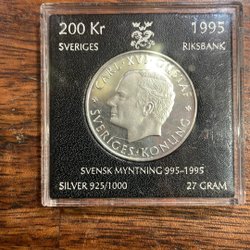 200 Kr 1995
SVERIGES RIKSBANK
CARL XVI GUSTAF
SVERIGES KONUNG
SVENSK MYNTNING 995-1995
SILVER 925/1000 27 GRAM